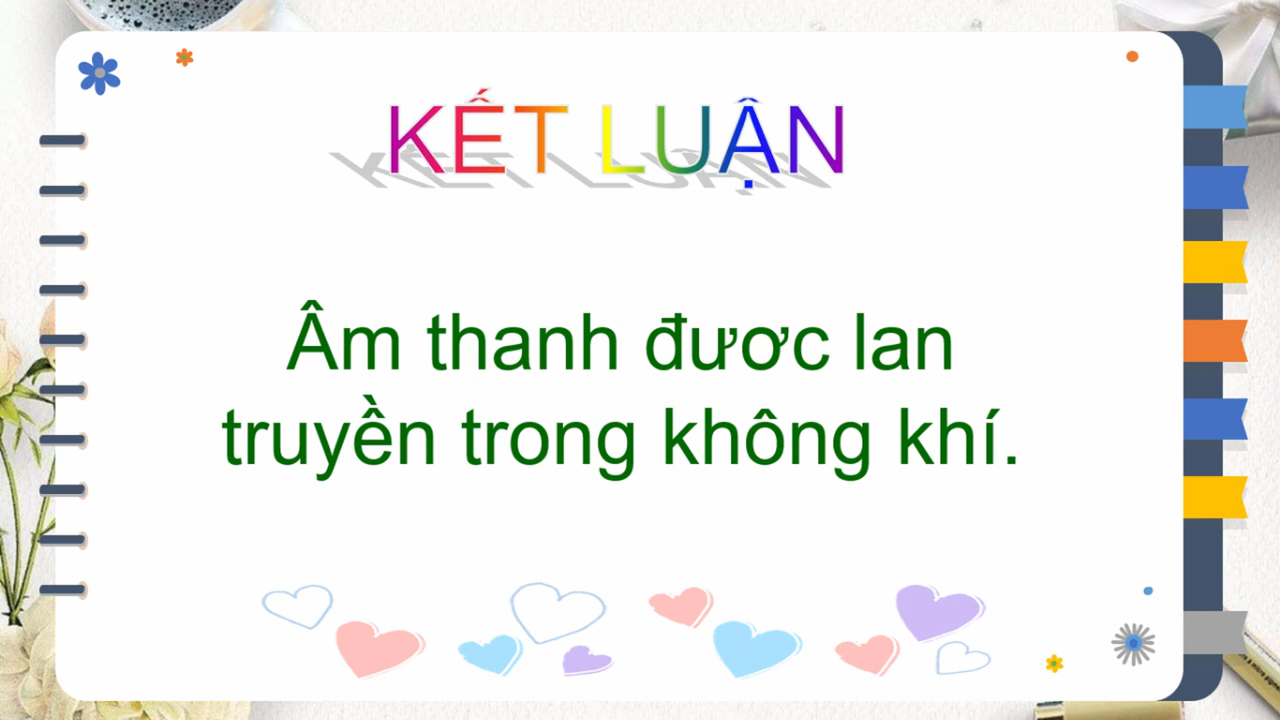 KẾT LUẬN
Âm thanh đươc lan
truyền trong không khí.